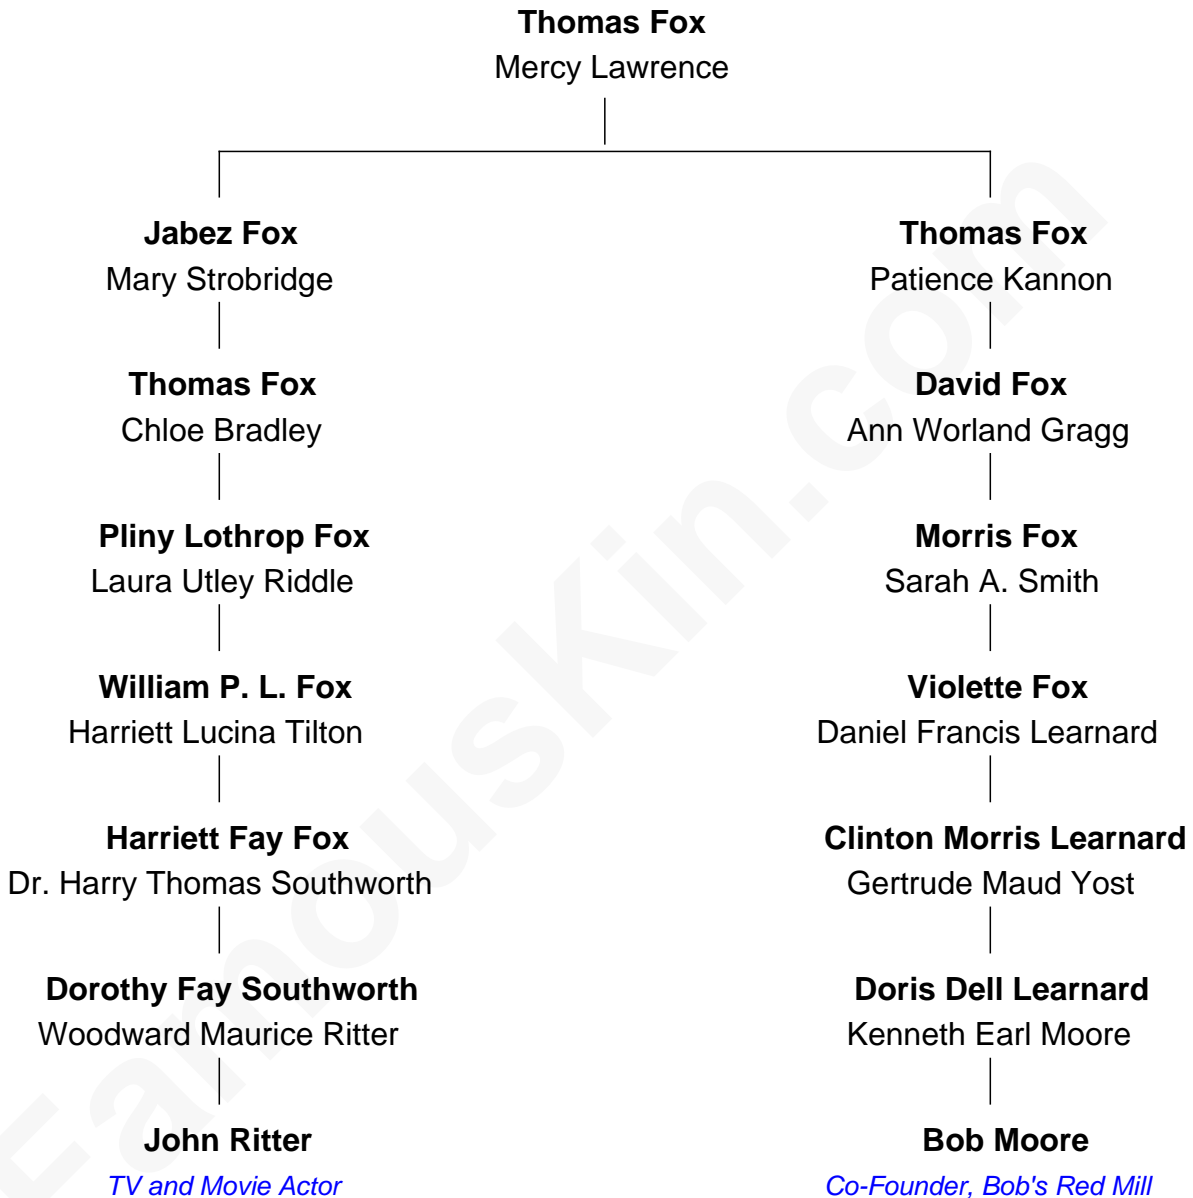 Thomas Fox
Mercy Lawrence
Jabez Fox
Mary Strobridge
Thomas Fox
Patience Kannon
Thomas Fox
Chloe Bradley
David Fox
Ann Worland Gragg
Pliny Lothrop Fox
Laura Utley Riddle
Morris Fox
Sarah A. Smith
William P. L. Fox
Harriett Lucina Tilton
Violette Fox
Daniel Francis Learnard
Harriett Fay Fox
Dr. Harry Thomas Southworth
Clinton Morris Learnard
Gertrude Maud Yost
Dorothy Fay Southworth
Woodward Maurice Ritter
Doris Dell Learnard
Kenneth Earl Moore
John Ritter
TV and Movie Actor
Bob Moore
Co-Founder, Bob's Red Mill
FamousKin.com